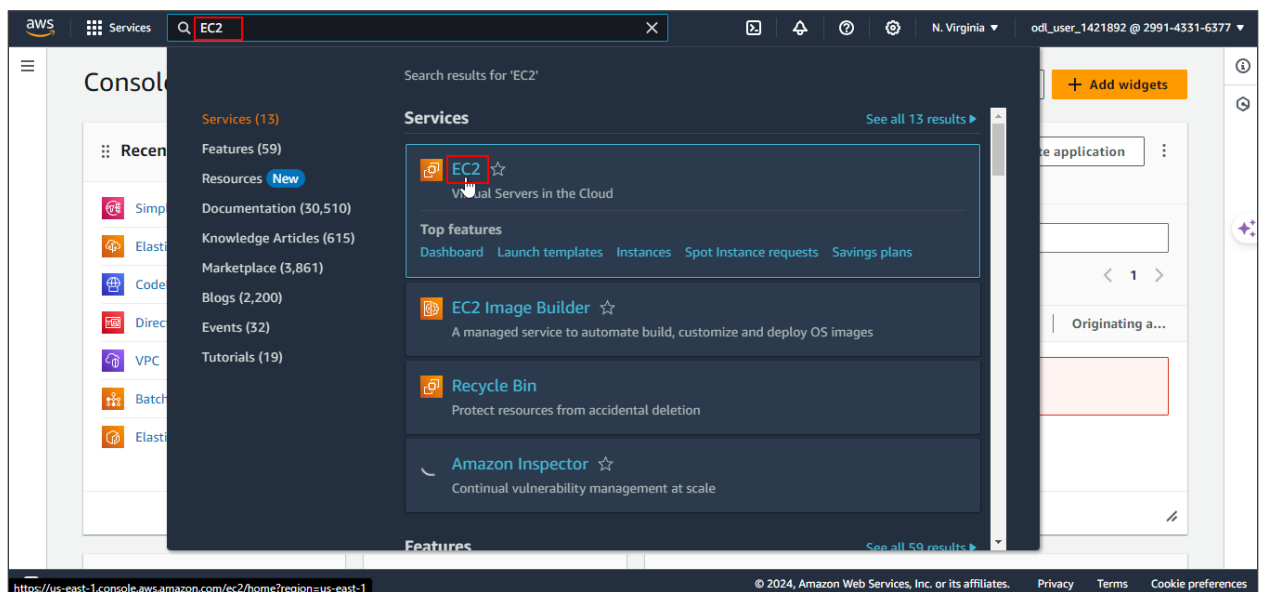 aws
Services
EC2
N. Virginia
odl_user_1421892 @ 2991-4331-6377
Search results for 'EC2'
Consol
Add widgets
Services (13)
Features (59)
Resources New
Documentation (30,510)
Knowledge Articles (615)
Marketplace (3,861)
Blogs (2,200)
Events (32)
Tutorials (19)
Services
See all 13 results
EC2
Virtual Servers in the Cloud
Top features
Dashboard Launch templates Instances Spot Instance requests Savings plans
EC2 Image Builder
A managed service to automate build, customize and deploy OS images
Recycle Bin
Protect resources from accidental deletion
Amazon Inspector
Continual vulnerability management at scale
Features
See all 59 results
Recen
Simp
Elasti
Code
Direc
VPC
Batch
Elasti
te application
1
Originating a...
https://us-east-1.console.aws.amazon.com/ec2/home?region=us-east-1
© 2024, Amazon Web Services, Inc. or its affiliates.
Privacy Terms Cookie preferences